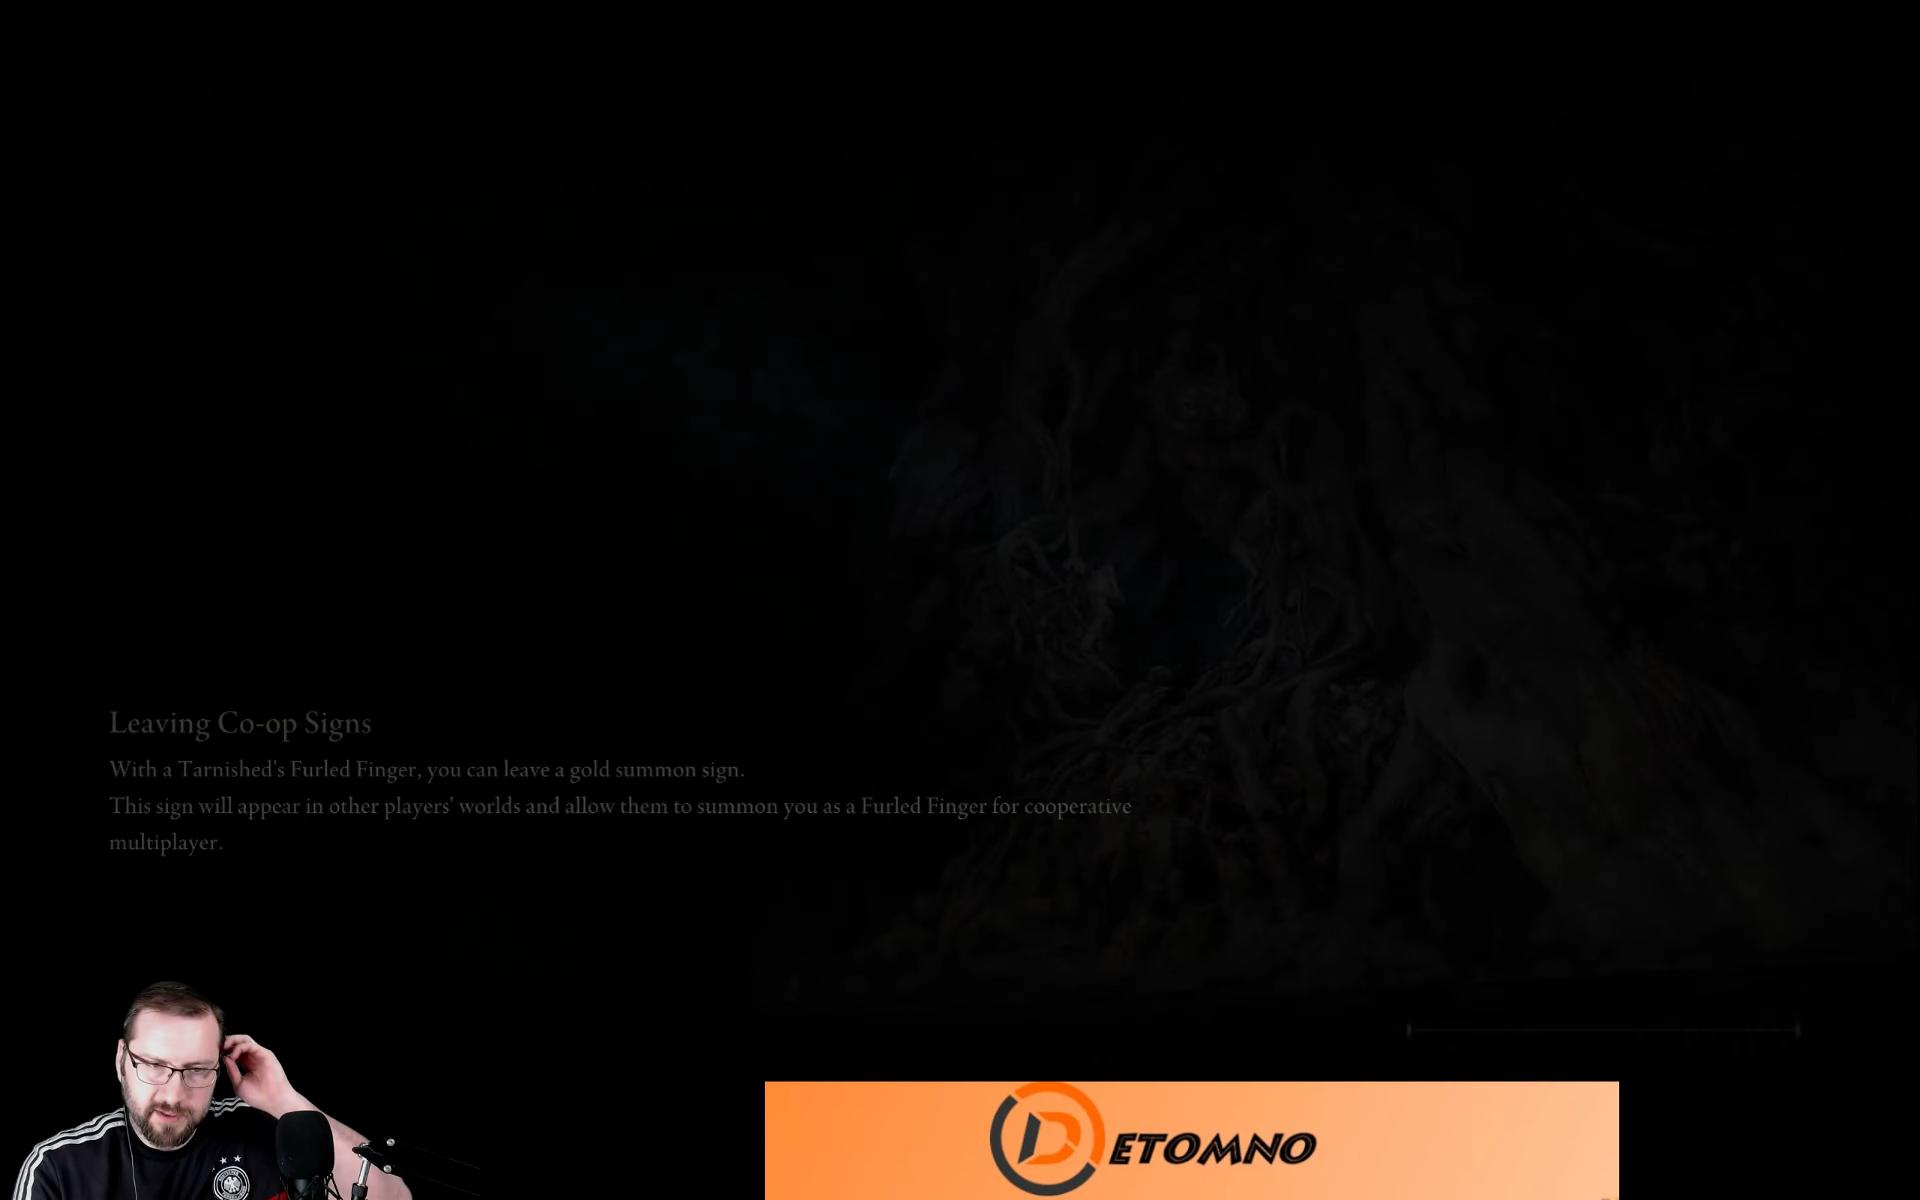 Leaving Co-op Signs
With a Tarnished's Furled Finger, you can leave a gold summon sign.
This sign will appear in other players' worlds and allow them to summon you as a Furled Finger for cooperative
multiplayer.
DETOMNO